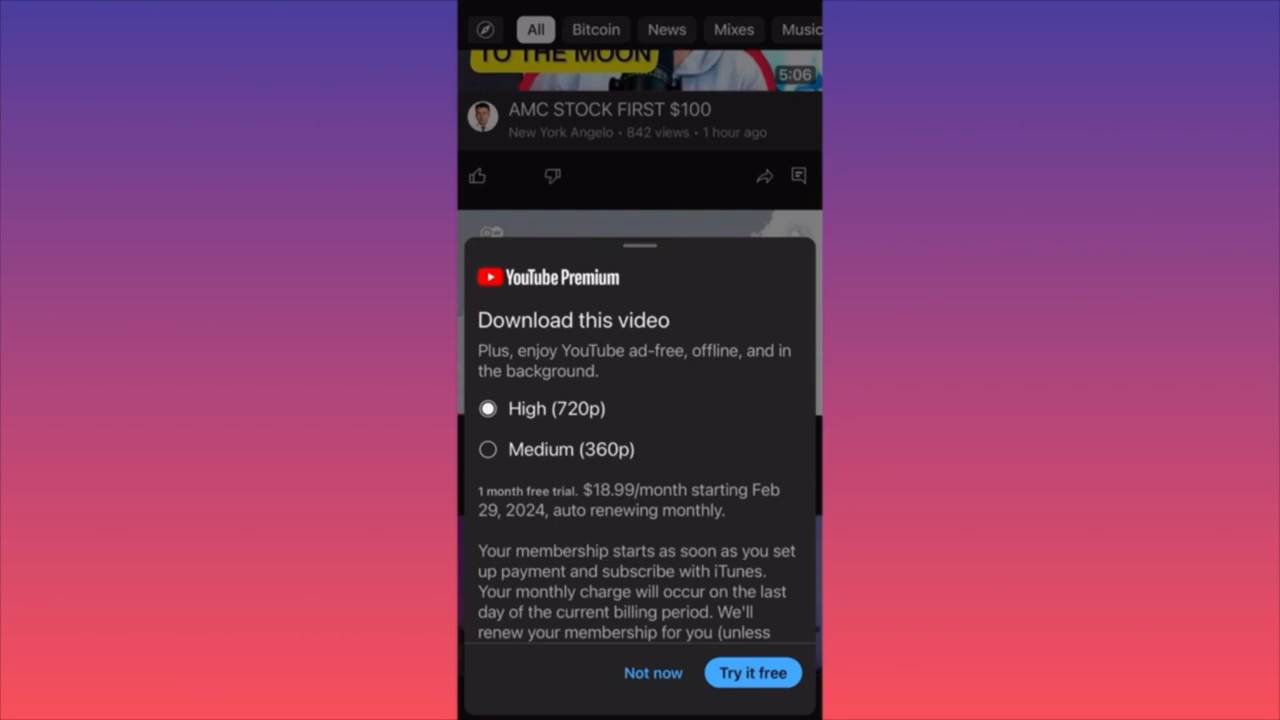 All Bitcoin News Mixes Music
TO THE MOON
5:06
AMC STOCK FIRST $100
New York Angelo • 842 views • 1 hour ago
YouTube Premium
Download this video
Plus, enjoy YouTube ad-free, offline, and in
the background.
High (720p)
Medium (360p)
1 month free trial. $18.99/month starting Feb
29, 2024, auto renewing monthly.
Your membership starts as soon as you set
up payment and subscribe with iTunes.
Your monthly charge will occur on the last
day of the current billing period. We'll
renew your membership for you (unless
Not now Try it free